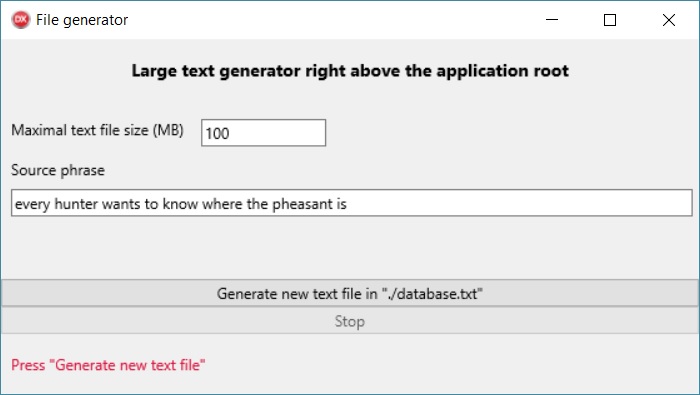 DX File generator
Large text generator right above the application root
Maximal text file size (MB) 100
Source phrase
every hunter wants to know where the pheasant is
Generate new text file in "./database.txt"
Stop
Press "Generate new text file"